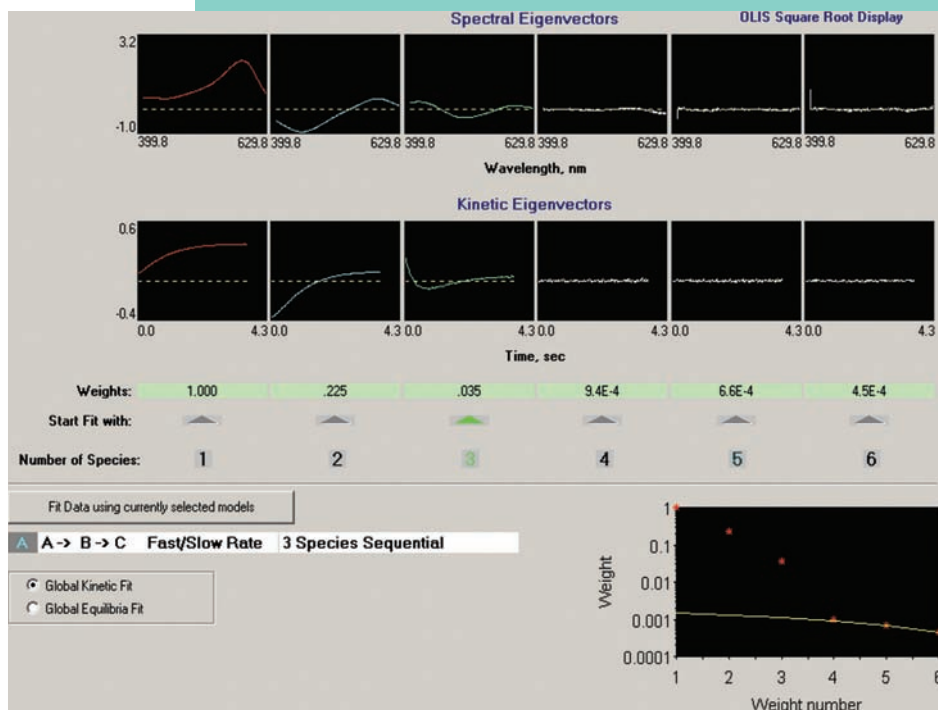 Spectral Eigenvectors OLIS Square Root Display
3.2
-1.0
399.8 629.8 399.8 629.8 399.8 629.8 399.8 629.8 399.8 629.8 399.8 629.8
Wavelength, nm
Kinetic Eigenvectors
0.6
-0.4
0.0 4.3 0.0 4.3 0.0 4.3 0.0 4.3 0.0 4.3 0.0 4.3
Time, sec
Weights: 1.000 .225 .035 9.4E-4 6.6E-4 4.5E-4
Start Fit with:
Number of Species: 1 2 3 4 5 6
Fit Data using currently selected models
A A -> B -> C Fast/Slow Rate 3 Species Sequential
Global Kinetic Fit
Global Equilibria Fit
1
0.1
0.01
0.001
0.0001
Weight
1 2 3 4 5 6
Weight number